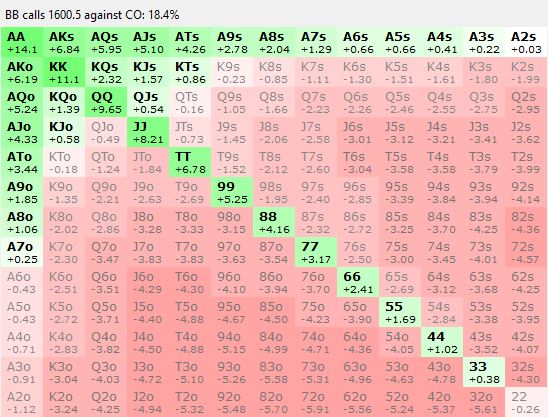 BB calls 1600.5 against CO: 18.4%
AA AKs AQs AJs ATs A9s A8s A7s A6s A5s A4s A3s A2s
+14.1 +6.84 +5.95 +5.10 +4.26 +2.78 +2.04 +1.29 +0.66 +0.66 +0.41 +0.22 +0.03
AKo KK KQs KJs KTs K9s K8s K7s K6s K5s K4s K3s K2s
+6.19 +11.1 +2.32 +1.57 +0.86 -0.23 -0.85 -1.11 -1.30 -1.51 -1.61 -1.80 -1.99
AQo KQo QQ QJs QTs Q9s Q8s Q7s Q6s Q5s Q4s Q3s Q2s
+5.24 +1.39 +9.65 +0.54 -0.16 -1.05 -1.66 -2.23 -2.26 -2.46 -2.55 -2.75 -2.95
AJo KJo QJo JJ JTs J9s J8s J7s J6s J5s J4s J3s J2s
+4.33 +0.58 -0.49 +8.21 -0.73 -1.45 -2.06 -2.58 -3.01 -3.12 -3.21 -3.41 -3.62
ATo KTo QTo JTo TT T9s T8s T7s T6s T5s T4s T3s T2s
+3.44 -0.18 -1.24 -1.84 +6.78 -1.52 -2.12 -2.60 -3.04 -3.58 -3.58 -3.79 -3.99
A9o K9o Q9o J9o T9o 99 98s 97s 96s 95s 94s 93s 92s
+1.85 -1.35 -2.21 -2.63 -2.69 +5.25 -1.95 -2.40 -2.85 -3.39 -3.84 -3.94 -4.14
A8o K8o Q8o J8o T8o 98o 88 87s 86s 85s 84s 83s 82s
+1.06 -2.02 -2.86 -3.28 -3.33 -3.15 +4.16 -2.32 -2.72 -3.25 -3.70 -4.25 -4.36
A7o K7o Q7o J7o T7o 97o 87o 77 76s 75s 74s 73s 72s
+0.25 -2.30 -3.47 -3.83 -3.83 -3.63 -3.54 +3.17 -2.50 -3.00 -3.45 -4.01 -4.57
A6o K6o Q6o J6o T6o 96o 86o 76o 66 65s 64s 63s 62s
-0.43 -2.51 -3.51 -4.29 -4.30 -4.10 -3.96 -3.70 +2.41 -2.69 -3.12 -3.68 -4.25
A5o K5o Q5o J5o T5o 95o 85o 75o 65o 55 54s 53s 52s
-0.43 -2.72 -3.71 -4.40 -4.88 -4.67 -4.50 -4.23 -3.90 +1.69 -2.84 -3.38 -3.95
A4o K4o Q4o J4o T4o 94o 84o 74o 64o 54o 44 43s 42s
-0.71 -2.83 -3.82 -4.50 -4.88 -5.15 -4.99 -4.71 -4.36 -4.05 +1.02 -3.52 -4.07
A3o K3o Q3o J3o T3o 93o 83o 73o 63o 53o 43o 33 32s
-0.91 -3.04 -4.03 -4.72 -5.10 -5.26 -5.58 -5.31 -4.96 -4.63 -4.78 +0.38 -4.30
A2o K2o Q2o J2o T2o 92o 82o 72o 62o 52o 42o 32o 22
-1.12 -3.24 -4.25 -4.94 -5.32 -5.48 -5.70 -5.91 -5.56 -5.24 -5.37 -5.61 -0.26